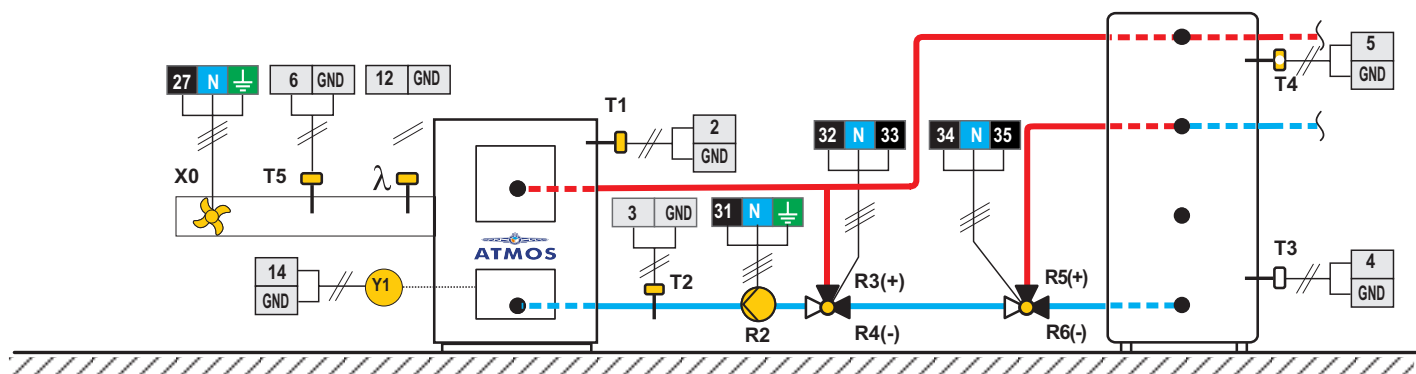 5
GND
T4
27 N
6 GND
12 GND
T1
2
GND
32 N 33
34 N 35
X0
T5
λ
3 GND
31 N
ATMOS
T3
4
GND
14
GND
Y1
T2
R3(+)
R5(+)
R2
R4(-)
R6(-)